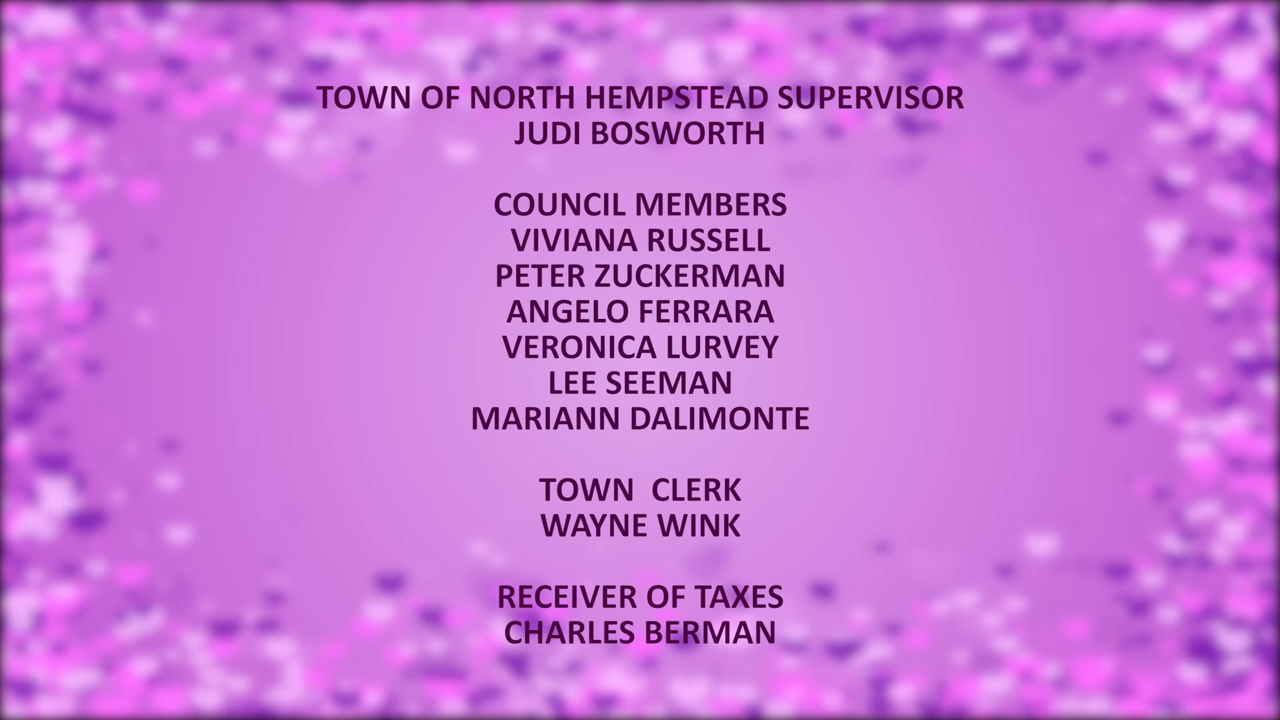 TOWN OF NORTH HEMPSTEAD SUPERVISOR
JUDI BOSWORTH
COUNCIL MEMBERS
VIVIANA RUSSELL
PETER ZUCKERMAN
ANGELO FERRARA
VERONICA LURVEY
LEE SEEMAN
MARIANN DALIMONTE
TOWN  CLERK
WAYNE WINK
RECEIVER OF TAXES
CHARLES BERMAN